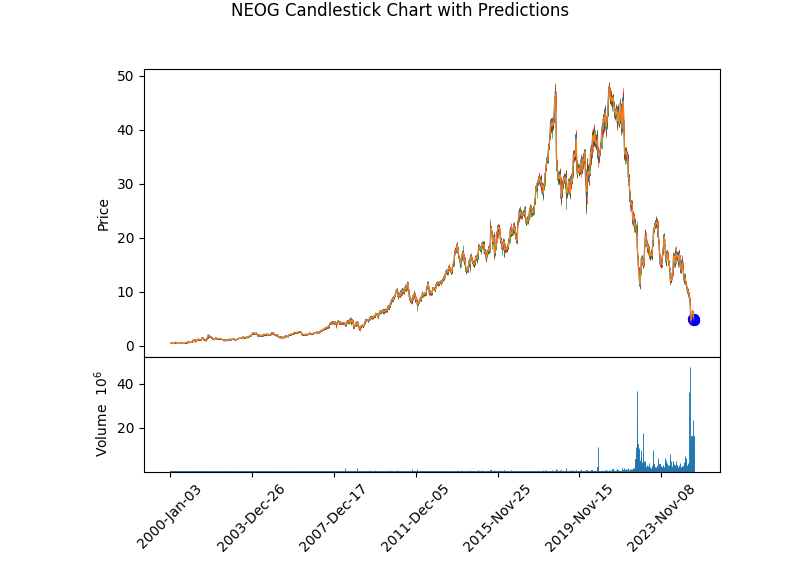 NEOG Candlestick Chart with Predictions
50
40
30
20
10
0
Price
40
20
Volume 10^6
2000-Jan-03
2003-Dec-26
2007-Dec-17
2011-Dec-05
2015-Nov-25
2019-Nov-15
2023-Nov-08